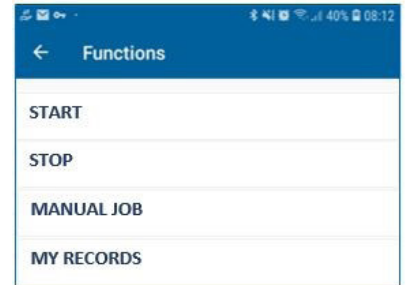 40% 08:12
Functions
START
STOP
MANUAL JOB
MY RECORDS